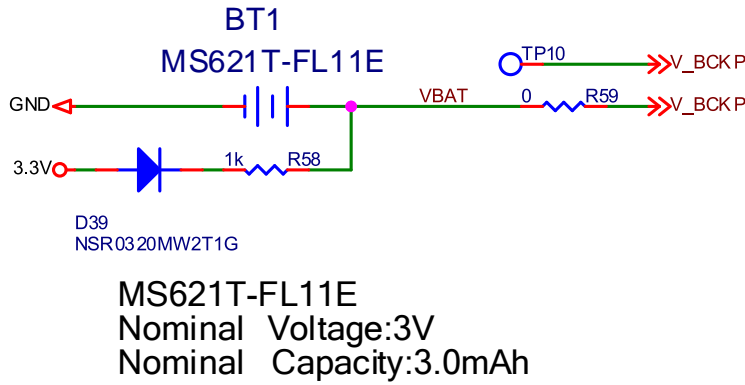 BT1
MS621T-FL11E
TP10
V_BCKP
GND
VBAT
0
R59
V_BCKP
3.3V
1k
R58
D39
NSR0320MW2T1G
MS621T-FL11E
Nominal Voltage:3V
Nominal Capacity:3.0mAh